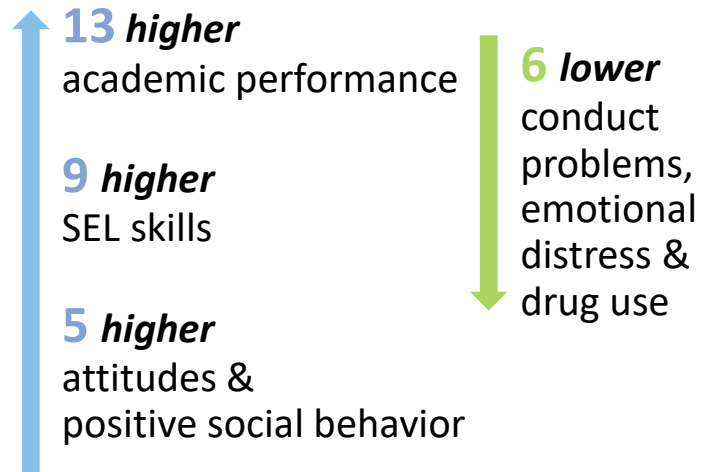 13 higher
academic performance
9 higher
SEL skills
5 higher
attitudes &
positive social behavior
6 lower
conduct
problems,
emotional
distress &
drug use